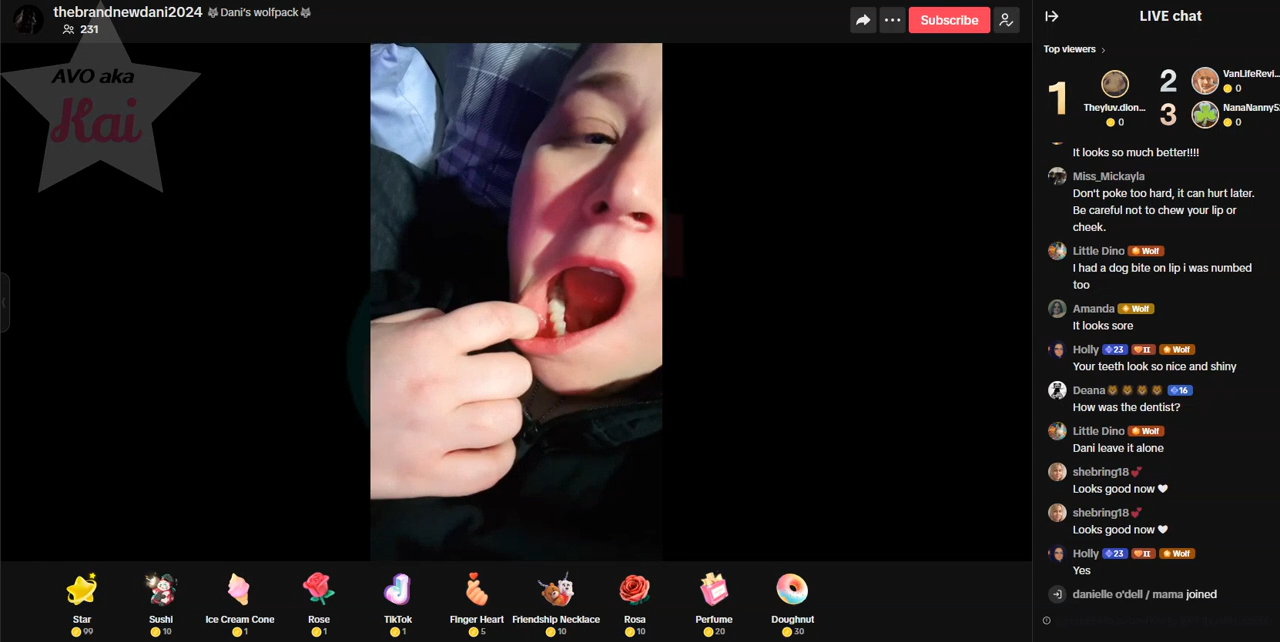 thebrandnewdani2024 🐺Dani's wolfpack🐺
231
Subscribe
AVO aka
Kai
LIVE chat
Top viewers
1
Theyluv.dion...
0
2
VanLifeRevi...
0
3
NanaNannyS
0
It looks so much better!!!!
Miss_Mickayla
Don't poke too hard, it can hurt later.
Be careful not to chew your lip or
cheek.
Little Dino Wolf
I had a dog bite on lip i was numbed
too
Amanda Wolf
It looks sore
Holly 23 II Wolf
Your teeth look so nice and shiny
Deana🐻🐻🐻🐻 16
How was the dentist?
Little Dino Wolf
Dani leave it alone
shebring18💕
Looks good now 🤍
shebring18💕
Looks good now 🤍
Holly 23 II Wolf
Yes
danielle o'dell / mama joined
Star
99
Sushi
10
Ice Cream Cone
1
Rose
1
TikTok
1
Finger Heart
5
Friendship Necklace
10
Rosa
10
Perfume
20
Doughnut
30